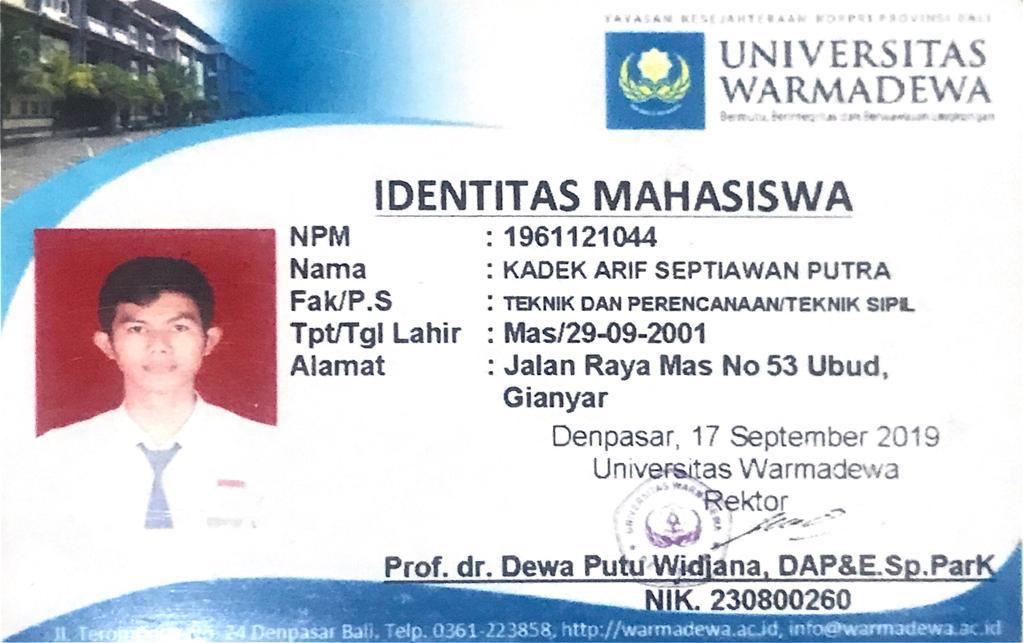 YAYASAN KESEJAHTERAAN KORPRI PROVINSI BALI
UNIVERSITAS
WARMADEWA
Bermutu, Berintegritas dan Berwawasan Lingkungan
IDENTITAS MAHASISWA
NPM : 1961121044
Nama : KADEK ARIF SEPTIAWAN PUTRA
Fak/P.S : TEKNIK DAN PERENCANAAN/TEKNIK SIPIL
Tpt/Tgl Lahir : Mas/29-09-2001
Alamat : Jalan Raya Mas No 53 Ubud,
Gianyar
Denpasar, 17 September 2019
Universitas Warmadewa
Rektor
UNIVERSITAS WARMADEWA
Prof. dr. Dewa Putu Widjana, DAP&E.Sp.ParK
NIK. 230800260
Jl. 24 Denpasar Bali, Telp. 0361-223858, http://warmadewa.ac.id, info@warmadewa.ac.id